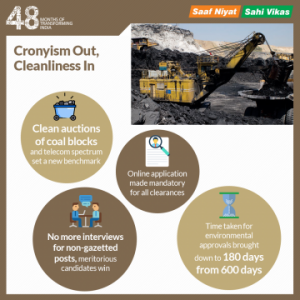 48 MONTHS OF
TRANSFORMING
INDIA
Saaf Niyat Sahi Vikas
Cronyism Out,
Cleanliness In
Clean auctions
of coal blocks
and telecom spectrum
set a new benchmark
Online application
made mandatory
for all clearances
No more interviews
for non-gazetted
posts, meritorious
candidates win
Time taken for
environmental
approvals brought
down to 180 days
from 600 days